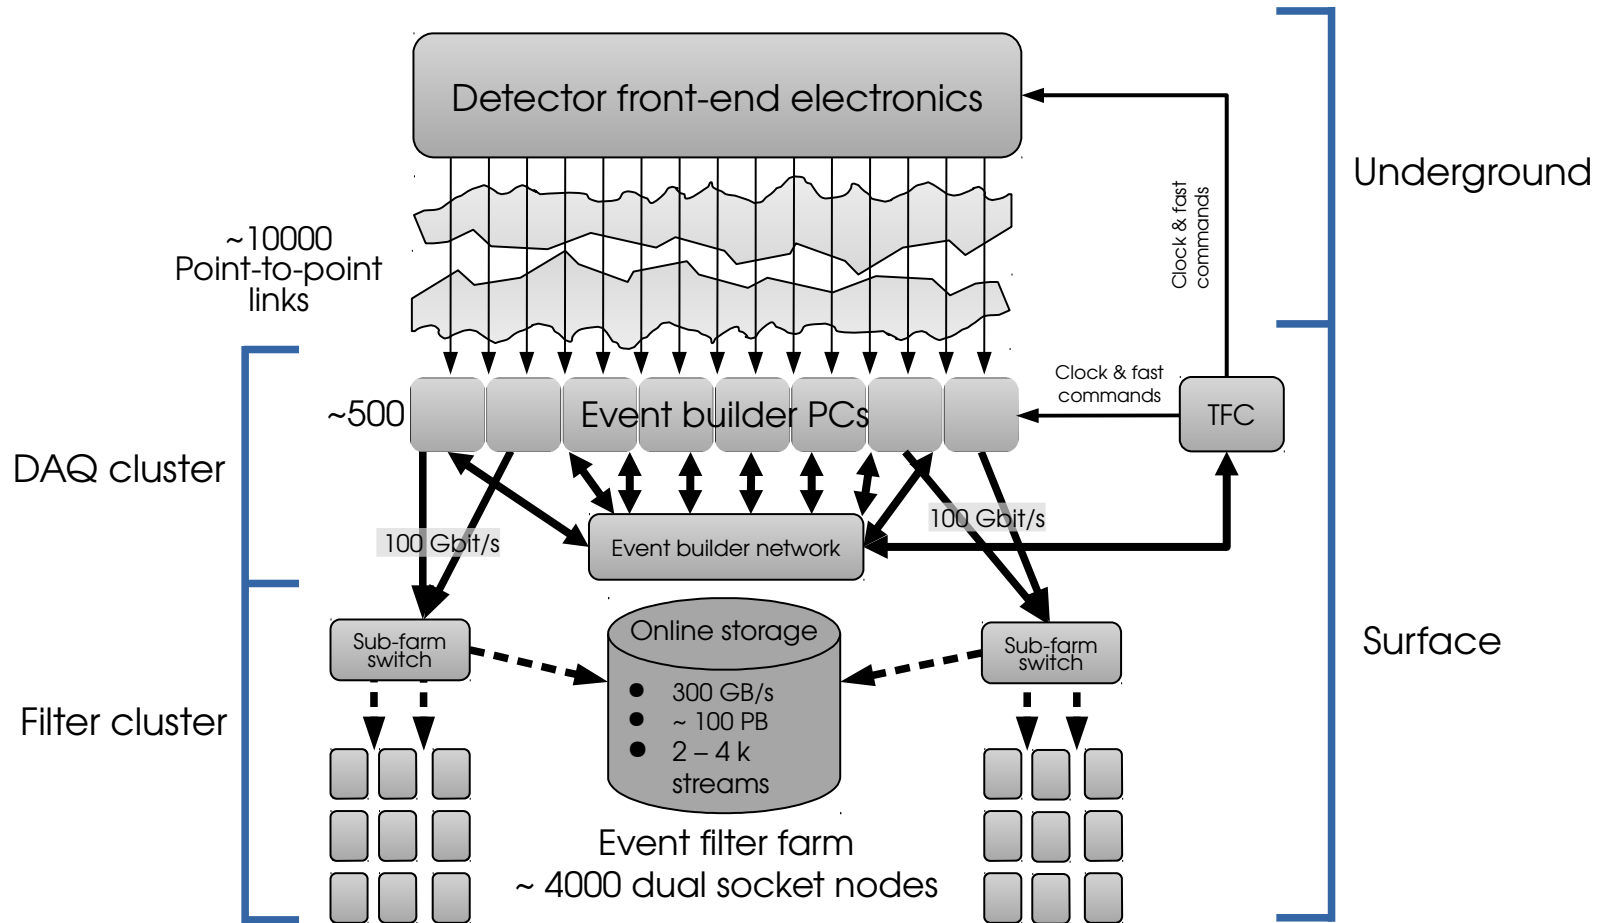 Detector front-end electronics
Underground
Clock & fast
commands
~10000
Point-to-point
links
Clock & fast
commands
~500
Event builder PCs
TFC
DAQ cluster
100 Gbit/s
100 Gbit/s
Event builder network
Sub-farm
switch
Online storage
Sub-farm
switch
Surface
300 GB/s
~ 100 PB
2 – 4 k
streams
Filter cluster
Event filter farm
~ 4000 dual socket nodes